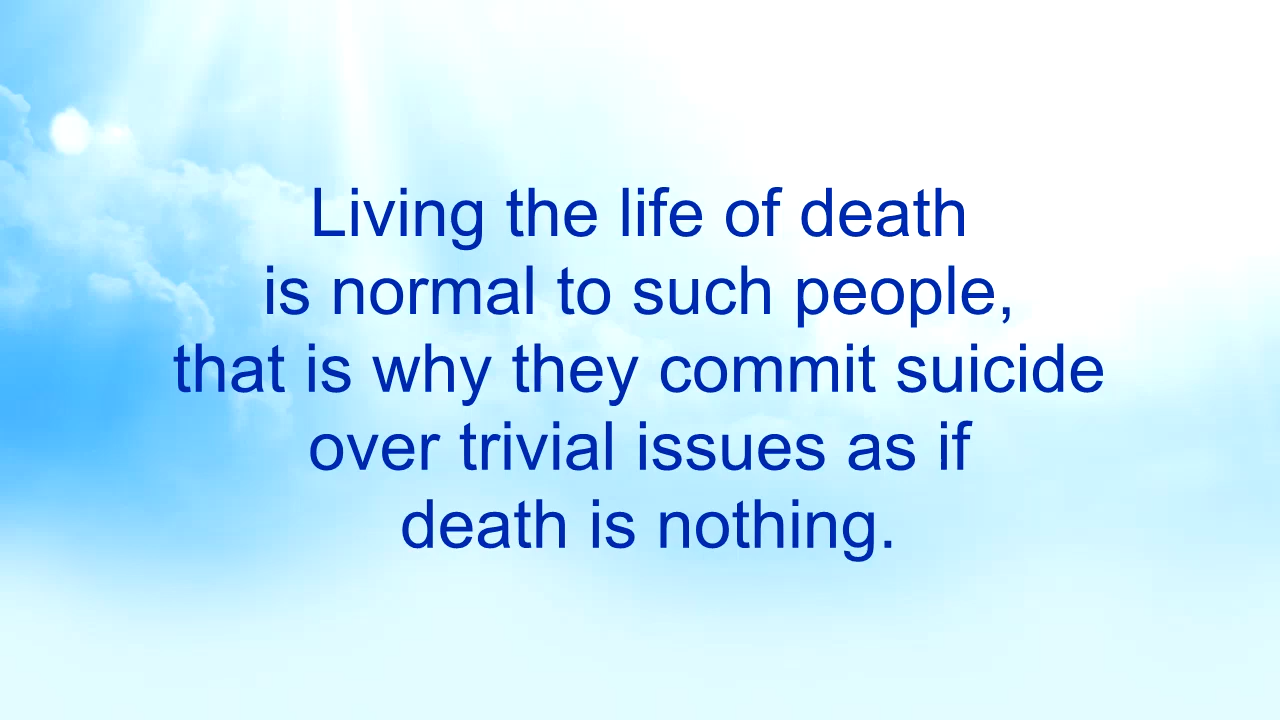 Living the life of death
is normal to such people,
that is why they commit suicide
over trivial issues as if
death is nothing.